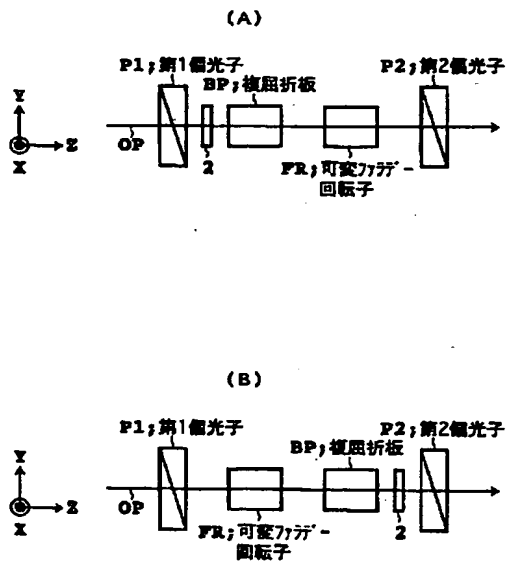 (A)
P1;第1偏光子
BP;複屈折板
P2;第2偏光子
Y
Z
X
OP
2
FR;可変ファラデー
回転子
(B)
P1;第1偏光子
P2;第2偏光子
BP;複屈折板
Y
Z
X
OP
FR;可変ファラデー
回転子
2